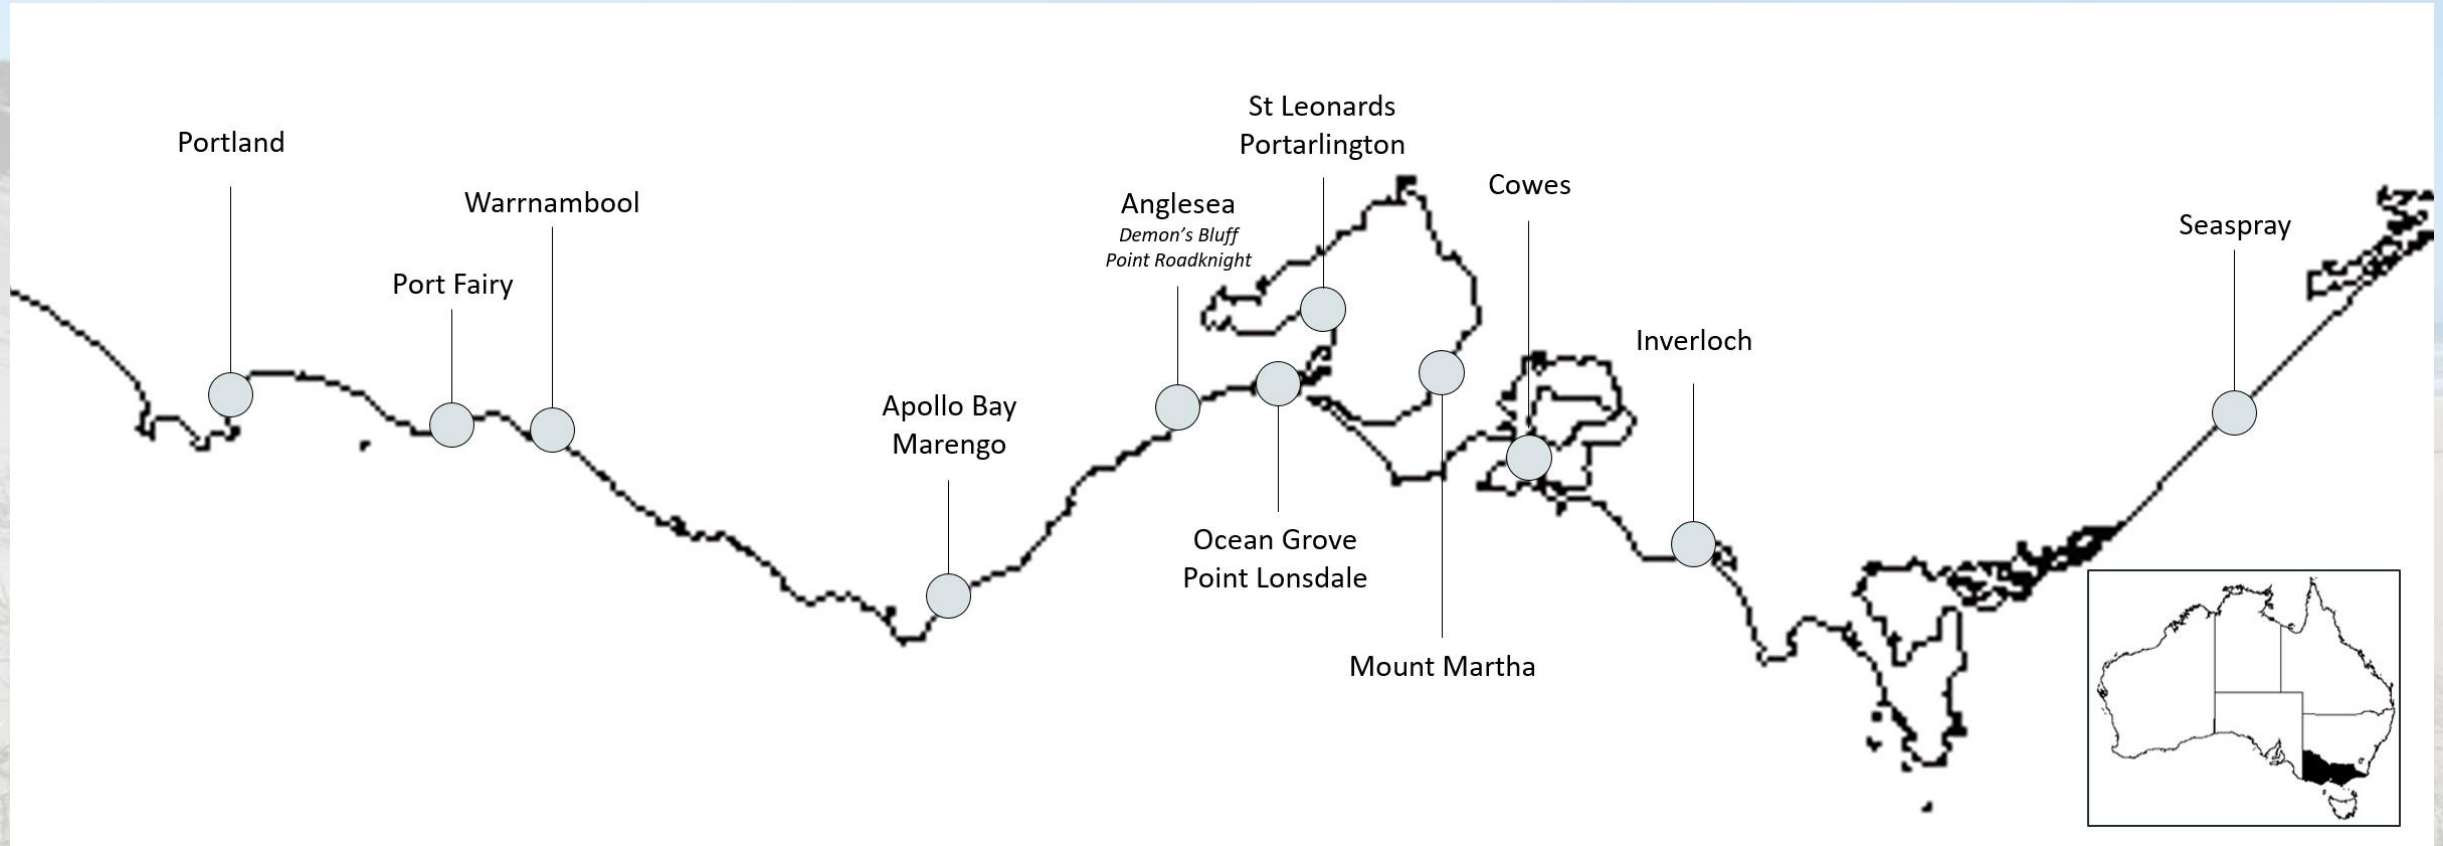 Portland
Port Fairy
Warrnambool
Apollo Bay
Marengo
Anglesea
Demon's Bluff
Point Roadknight
St Leonards
Portarlington
Ocean Grove
Point Lonsdale
Mount Martha
Cowes
Inverloch
Seaspray